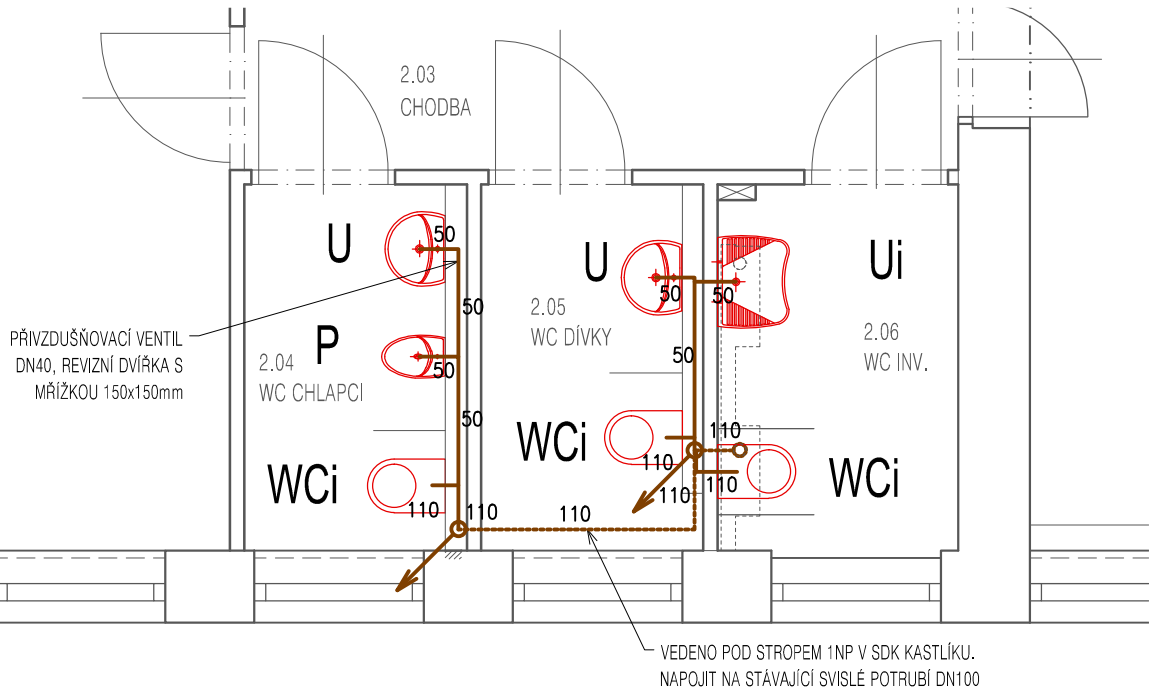 2.03
CHODBA
U
50
U
50
50
Ui
50
50
PŘIVZDUŠŇOVACÍ VENTIL
DN40, REVIZNÍ DVÍŘKA S
MŘÍŽKOU 150x150mm
P
2.04
WC CHLAPCI
50
50
2.05
WC DÍVKY
50
2.06
WC INV.
WCi
110
WCi
110
110
110
WCi
110
110
110
VEDENO POD STROPEM 1NP V SDK KASTLÍKU.
NAPOJIT NA STÁVAJÍCÍ SVISLÉ POTRUBÍ DN100